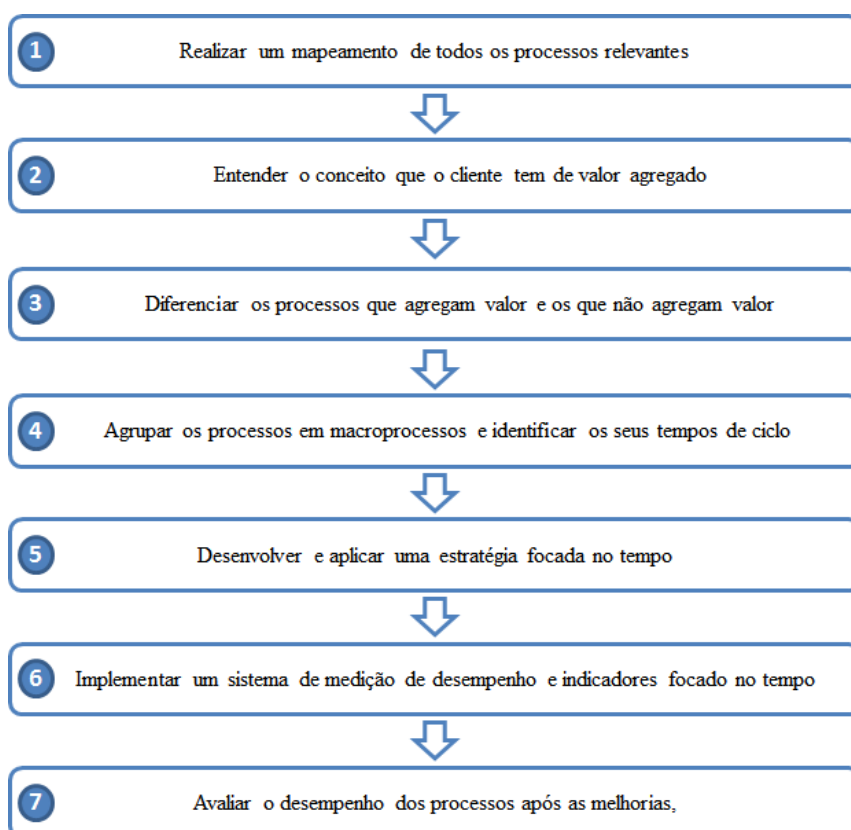 1 Realizar um mapeamento de todos os processos relevantes
2 Entender o conceito que o cliente tem de valor agregado
3 Diferenciar os processos que agregam valor e os que não agregam valor
4 Agrupar os processos em macroprocessos e identificar os seus tempos de ciclo
5 Desenvolver e aplicar uma estratégia focada no tempo
6 Implementar um sistema de medição de desempenho e indicadores focado no tempo
7 Avaliar o desempenho dos processos após as melhorias,